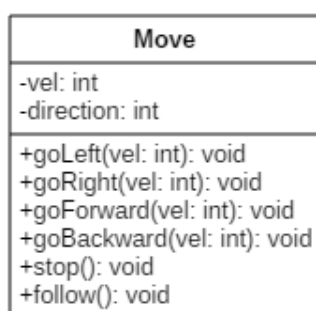 Move
-vel: int
-direction: int
+goLeft(vel: int): void
+goRight(vel: int): void
+goForward(vel: int): void
+goBackward(vel: int): void
+stop(): void
+follow(): void